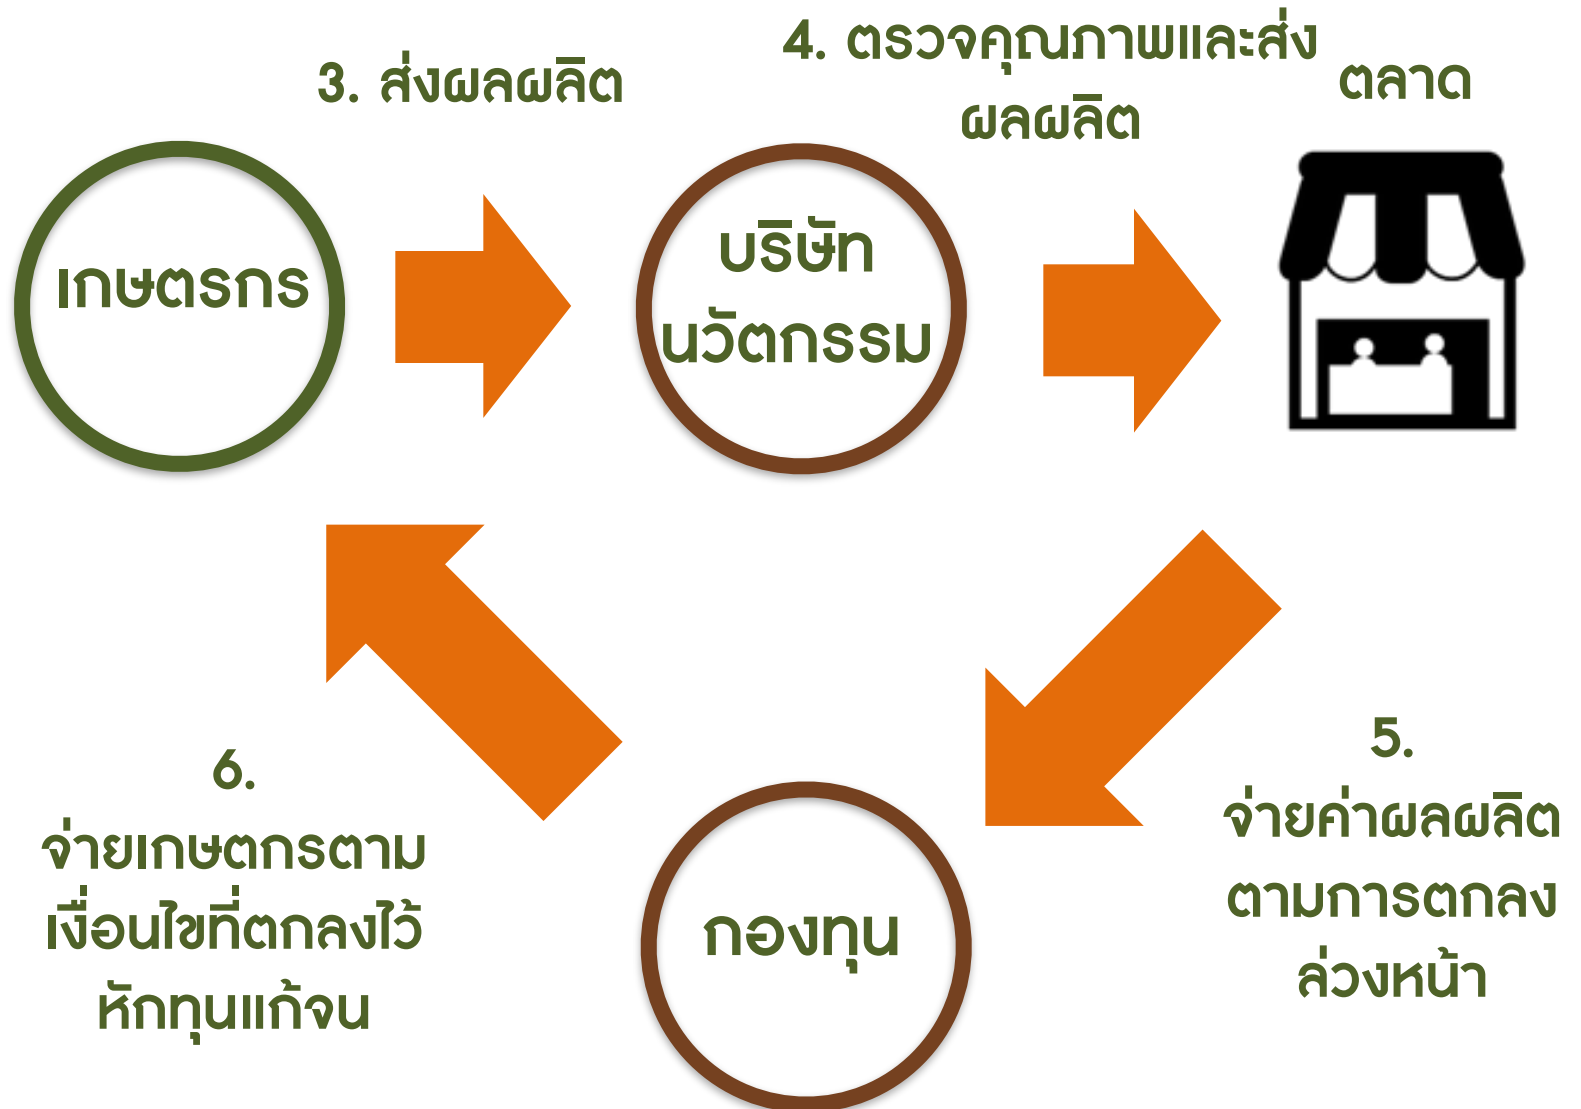 3. ส่งผลผลิต
4. ตรวจคุณภาพและส่ง
ผลผลิต
ตลาด
เกษตรกร
บริษัท
นวัตกรรม
5.
จ่ายค่าผลผลิต
ตามการตกลง
ล่วงหน้า
กองทุน
6.
จ่ายเกษตกรตาม
เงื่อนไขที่ตกลงไว้
หักทุนแก้จน